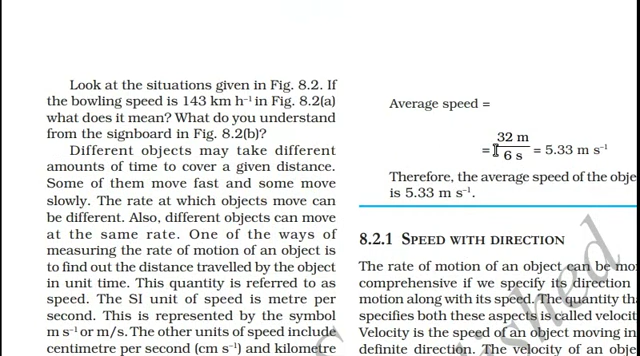 Look at the situations given in Fig. 8.2. If
the bowling speed is 143 km h⁻¹ in Fig. 8.2(a)
what does it mean? What do you understand
from the signboard in Fig. 8.2(b)?
Different objects may take different
amounts of time to cover a given distance.
Some of them move fast and some move
slowly. The rate at which objects move can
be different. Also, different objects can move
at the same rate. One of the ways of
measuring the rate of motion of an object is
to find out the distance travelled by the object
in unit time. This quantity is referred to as
speed. The SI unit of speed is metre per
second. This is represented by the symbol
m s⁻¹ or m/s. The other units of speed include
centimetre per second (cm s⁻¹) and kilometre
Average speed =
= 32 m / 6 s = 5.33 m s⁻¹
Therefore, the average speed of the obje
is 5.33 m s⁻¹.
8.2.1 SPEED WITH DIRECTION
The rate of motion of an object can be mo
comprehensive if we specify its direction
motion along with its speed. The quantity th
specifies both these aspects is called velocit
Velocity is the speed of an object moving in
definite direction. The velocity of an obje